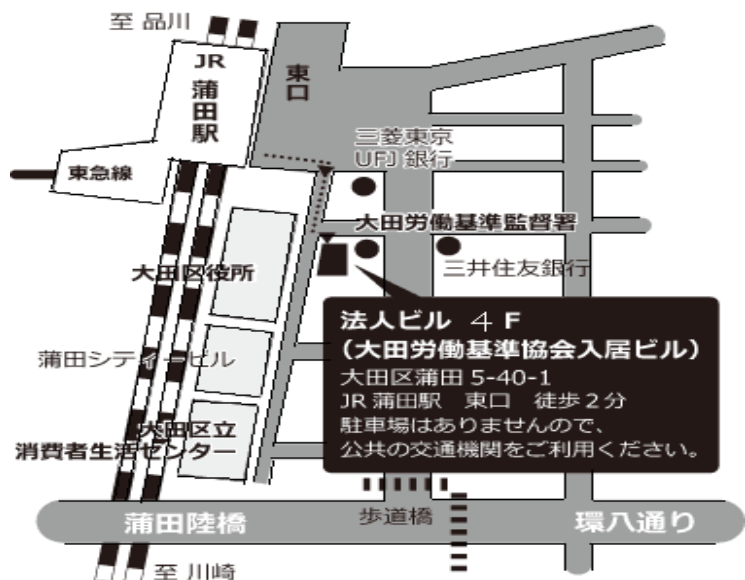 至 品川
JR
蒲田駅
東口
三菱東京
UFJ 銀行
東急線
大田労働基準監督署
大田区役所
三井住友銀行
法人ビル ４F
（大田労働基準協会入居ビル）
大田区蒲田 5-40-1
JR 蒲田駅　東口　徒歩２分
駐車場はありませんので、
公共の交通機関をご利用ください。
蒲田シティービル
大田区立
消費者生活センター
蒲田陸橋
歩道橋
環八通り
至 川崎